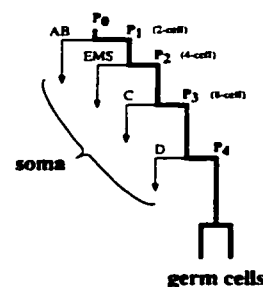 P0
AB P1 (2-cell)
EMS P2 (4-cell)
C P3 (8-cell)
soma
D P4
germ cells